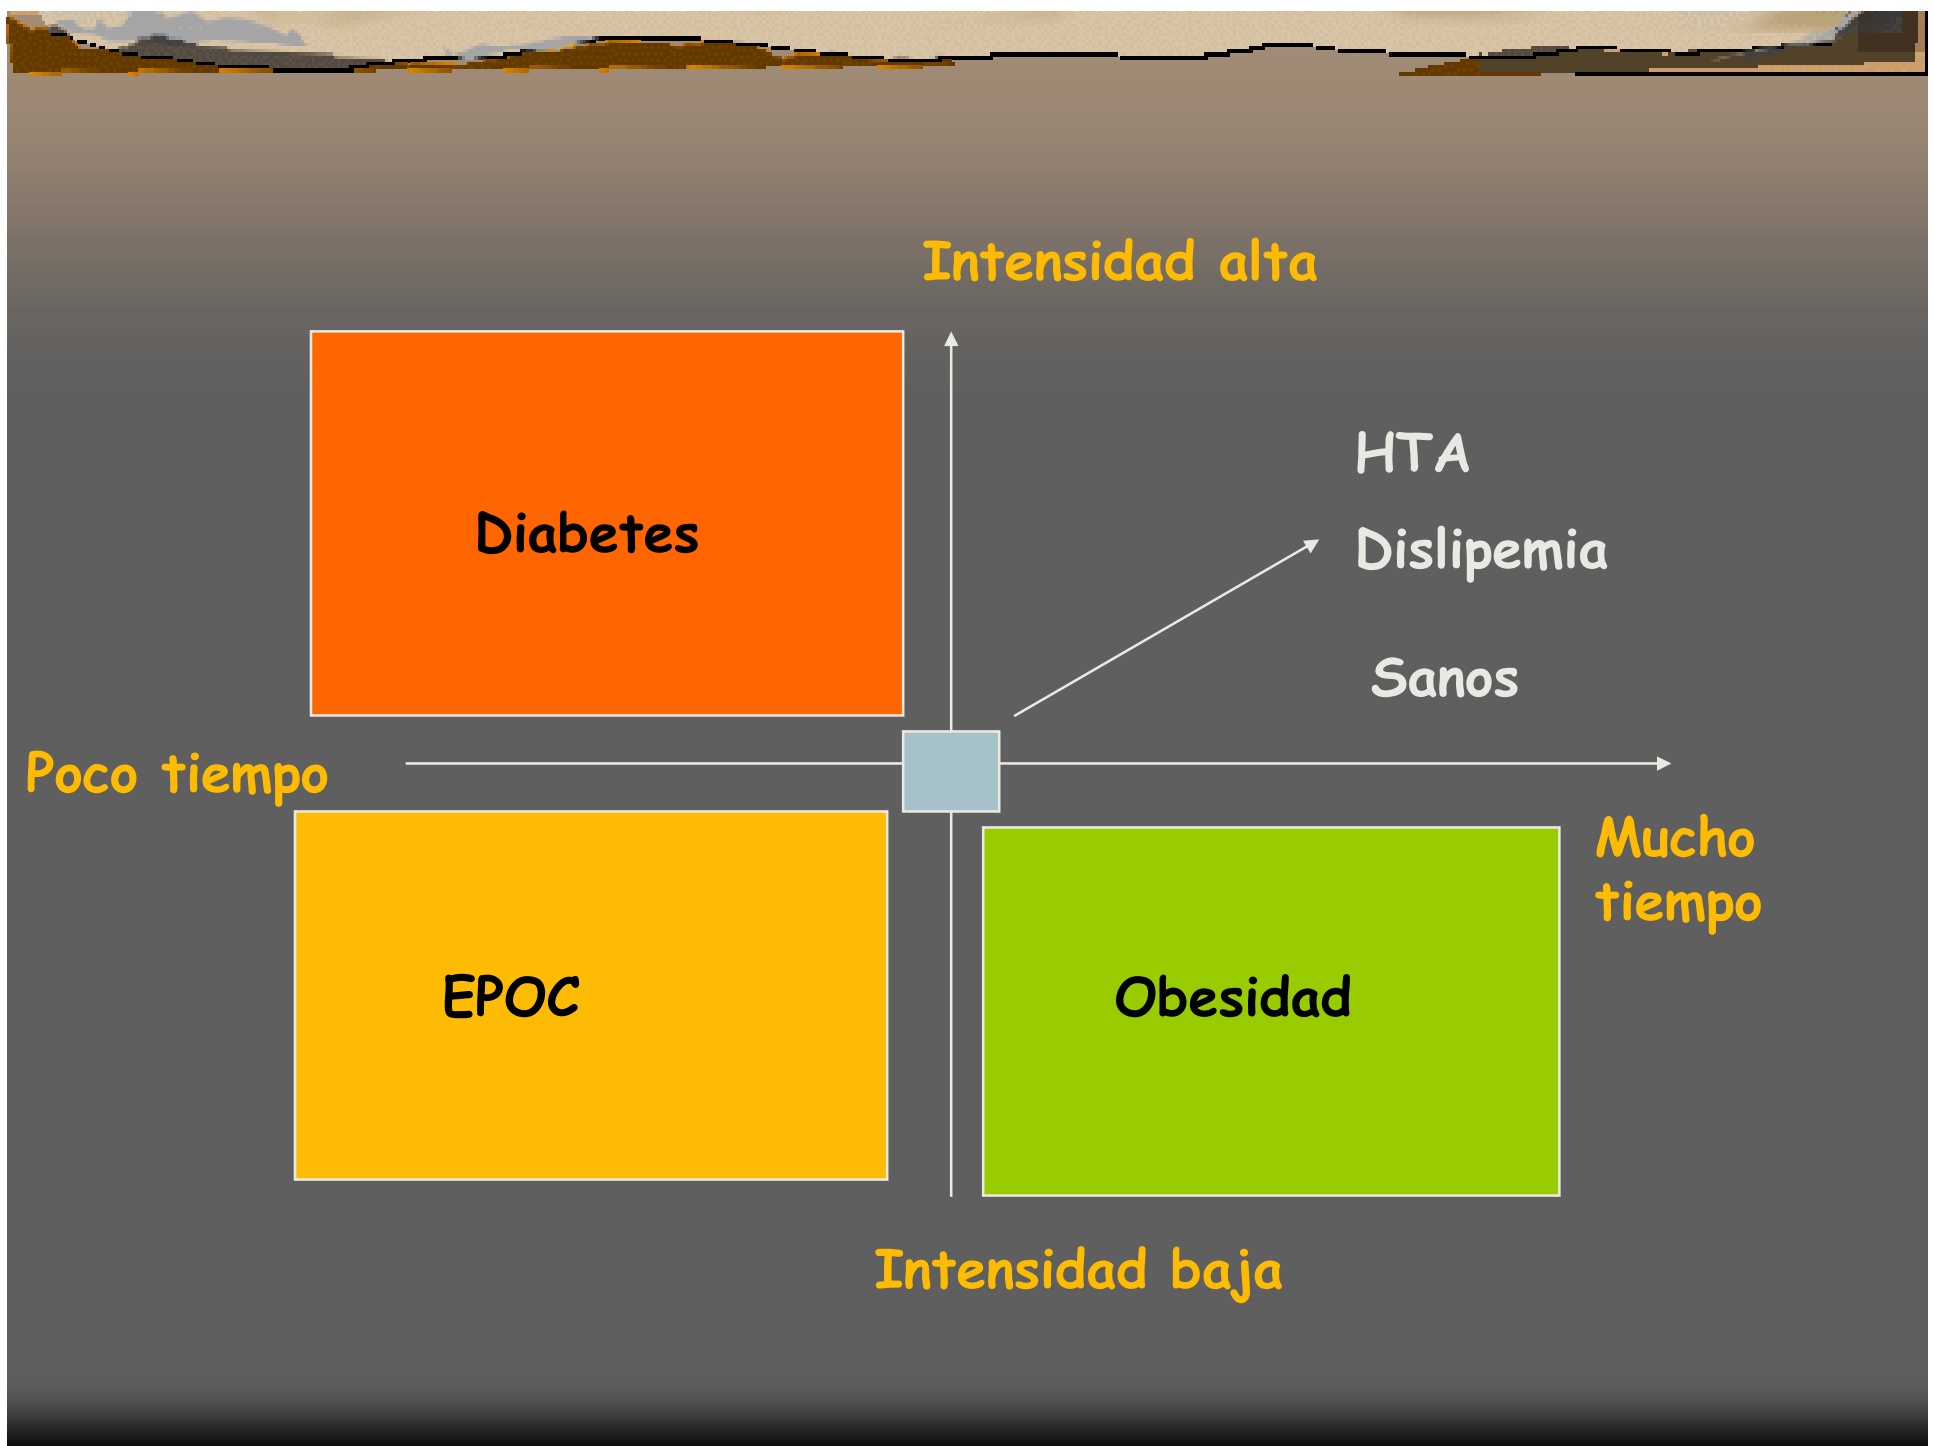 Intensidad alta
HTA
Diabetes
Dislipemia
Sanos
Poco tiempo
Mucho
tiempo
EPOC
Obesidad
Intensidad baja